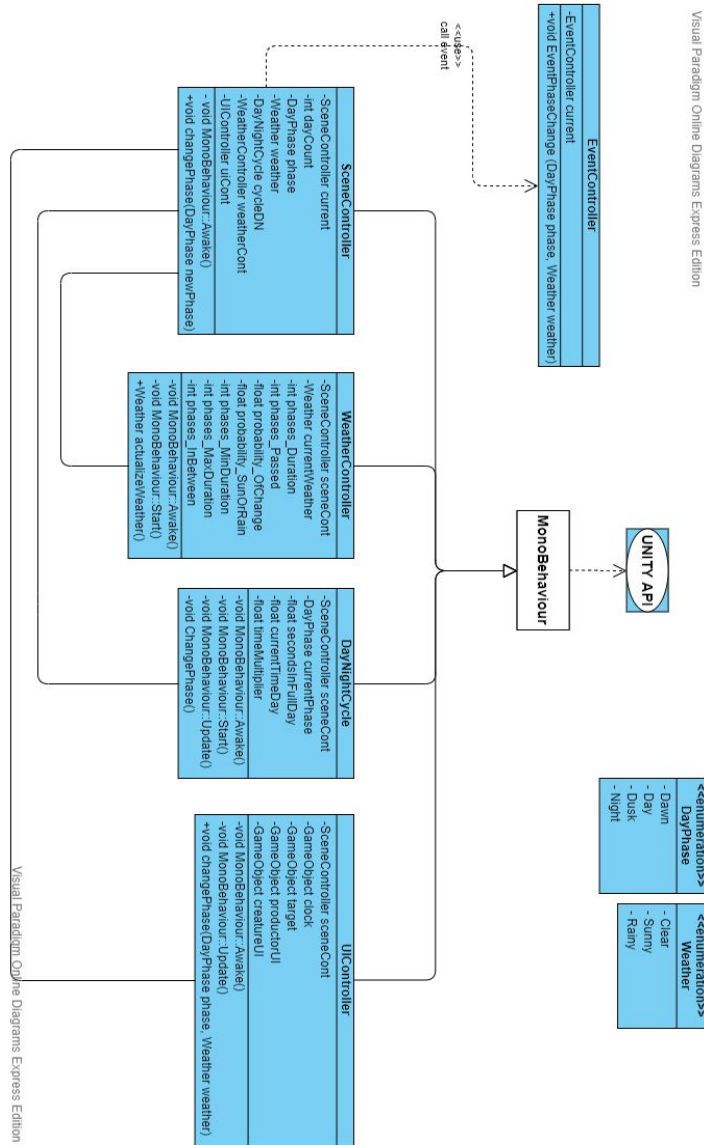 Visual Paradigm Online Diagrams Express Edition
EventController
-EventController current
+void EventPhaseChange (DayPhase phase, Weather weather)
UNITY API
<<enumeration>>
DayPhase
- Dawn
- Day
- Dusk
- Night
<<enumeration>>
Weather
- Clear
- Sunny
- Rainy
MonoBehaviour
<<use>>
call event
SceneController
-SceneController current
-int dayCount
-DayPhase phase
-Weather weather
-DayNightCycle cycleDN
-WeatherController weatherCont
-UIController uiCont
- void MonoBehaviour::Awake()
+void changePhase(DayPhase newPhase)
WeatherController
-SceneController sceneCont
-Weather currentWeather
-int phases_Duration
-int phases_Passed
-float probability_OfChange
-float probability_SunOrRain
-int phases_MinDuration
-int phases_MaxDuration
-int phases_InBetween
-void MonoBehaviour::Awake()
-void MonoBehaviour::Start()
+Weather actualizeWeather()
DayNightCycle
-SceneController sceneCont
-DayPhase currentPhase
-float secondsInFullDay
-float currentTimeDay
-float timeMultiplier
-void MonoBehaviour::Awake()
-void MonoBehaviour::Start()
-void MonoBehaviour::Update()
-void ChangePhase()
UIController
-SceneController sceneCont
-GameObject clock
-GameObject target
-GameObject productorUI
-GameObject creatureUI
-void MonoBehaviour::Awake()
-void MonoBehaviour::Update()
+void changePhase(DayPhase phase, Weather weather)
Visual Paradigm Online Diagrams Express Edition